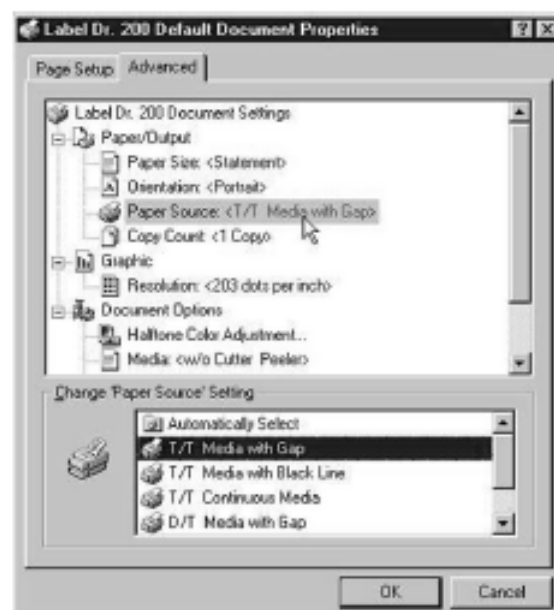 Label Dr. 200 Default Document Properties
Page Setup Advanced
Label Dr. 200 Document Settings
Paper/Output
Paper Size: <Statement>
Orientation: <Portrait>
Paper Source: <T/T Media with Gap>
Copy Count: <1 Copy>
Graphic
Resolution: <203 dots per inch>
Document Options
Halftone Color Adjustment...
Media: <w/o Cutter Peeler>
Change 'Paper Source' Setting
Automatically Select
T/T Media with Gap
T/T Media with Black Line
T/T Continuous Media
D/T Media with Gap
OK Cancel